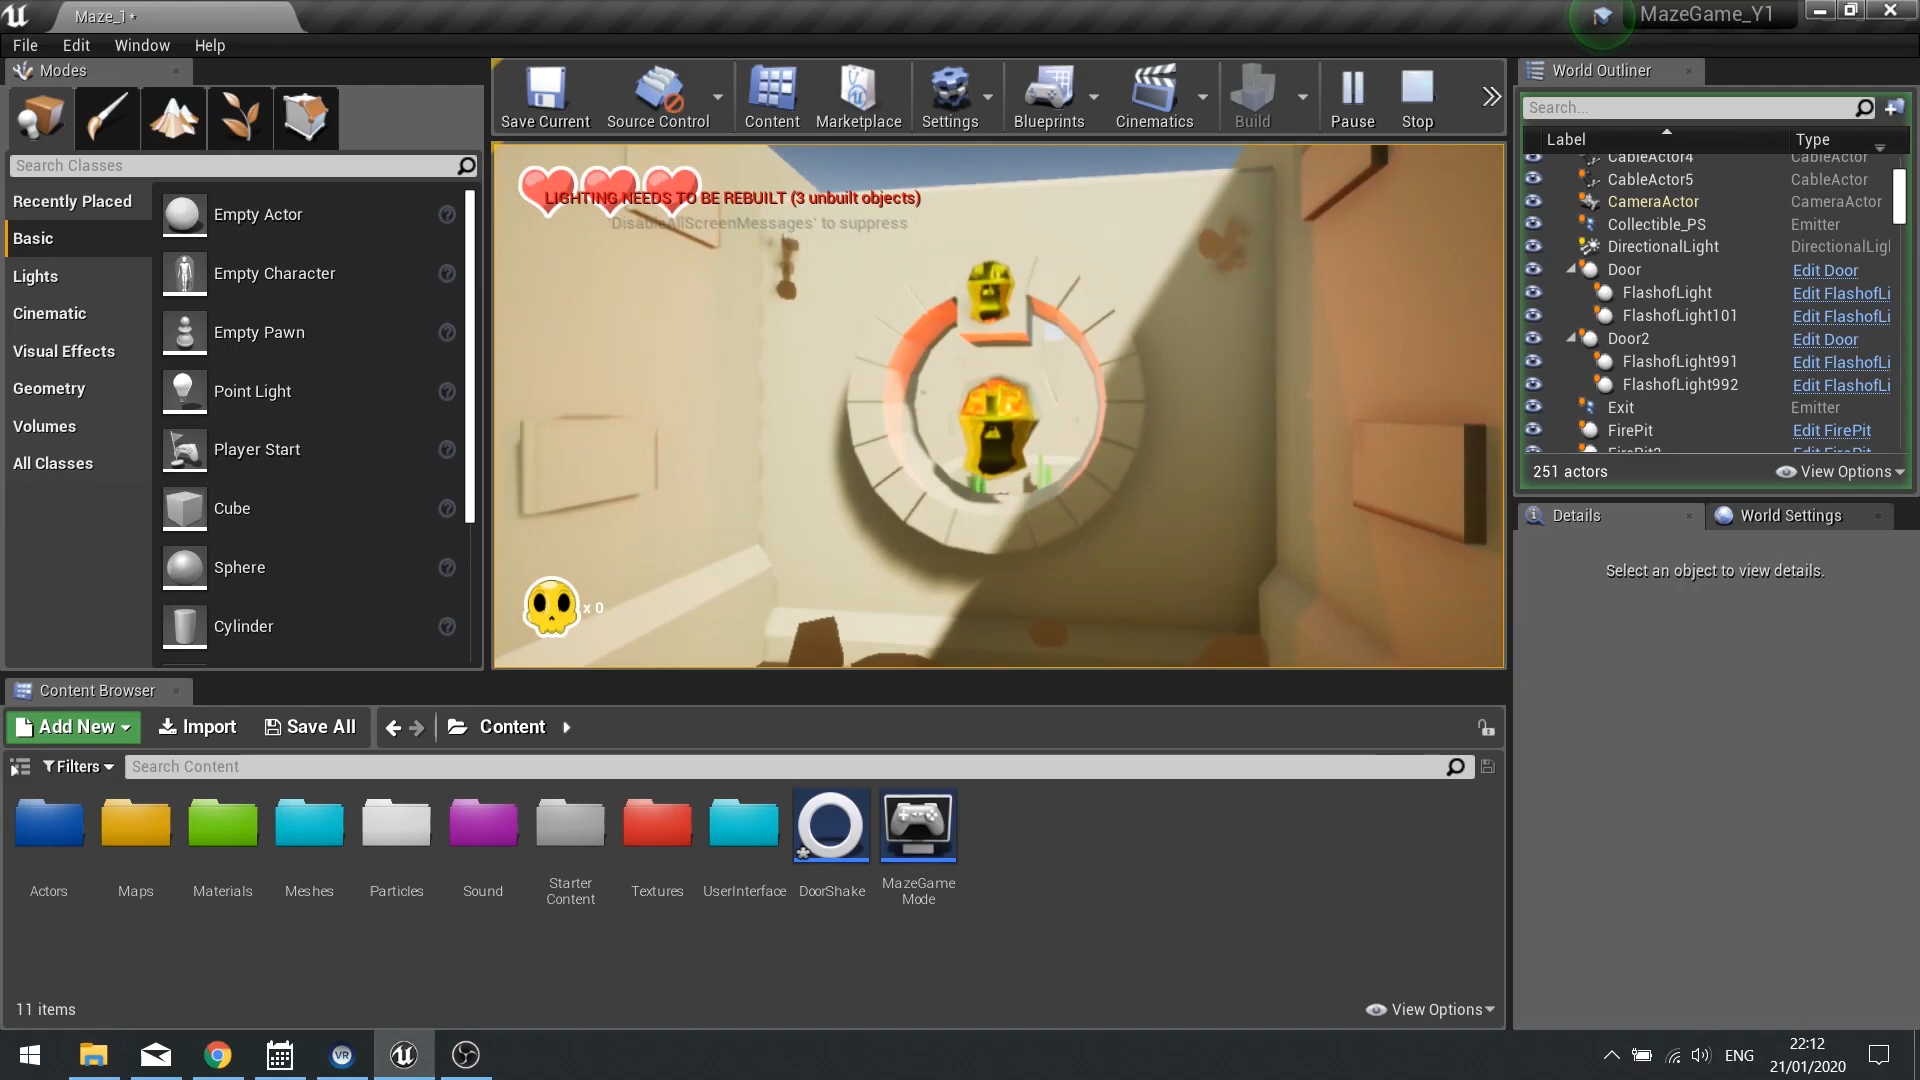 Maze_1*
MazeGame_Y1
File Edit Window Help
Modes
Search Classes
Recently Placed
Basic
Lights
Cinematic
Visual Effects
Geometry
Volumes
All Classes
Empty Actor
Empty Character
Empty Pawn
Point Light
Player Start
Cube
Sphere
Cylinder
Save Current
Source Control
Content
Marketplace
Settings
Blueprints
Cinematics
Build
Pause
Stop
LIGHTING NEEDS TO BE REBUILT (3 unbuilt objects)
'DisableAllScreenMessages' to suppress
x 0
World Outliner
Search...
Label Type
CableActor4 CableActor
CableActor5 CableActor
CameraActor CameraActor
Collectible_PS Emitter
DirectionalLight DirectionalLigl
Door Edit Door
FlashofLight Edit FlashofLi
FlashofLight101 Edit FlashofLi
Door2 Edit Door
FlashofLight991 Edit FlashofLi
FlashofLight992 Edit FlashofLi
Exit Emitter
FirePit Edit FirePit
FirePit2 Edit FirePit
251 actors
View Options
Details
World Settings
Select an object to view details.
Content Browser
Add New
Import
Save All
Content
Filters
Search Content
Actors
Maps
Materials
Meshes
Particles
Sound
Starter
Content
Textures
UserInterface
DoorShake
MazeGame
Mode
11 items
View Options
VR
ENG
22:12
21/01/2020